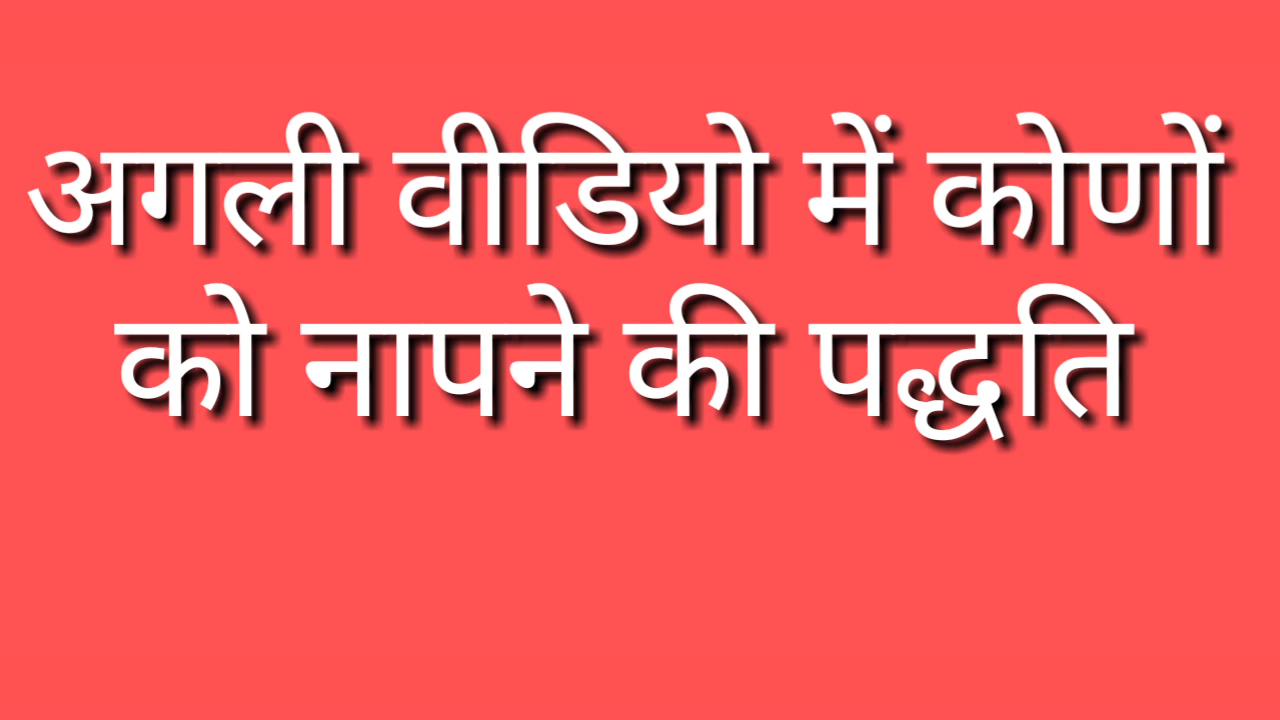 अगली वीडियो में कोणों
को नापने की पद्धति